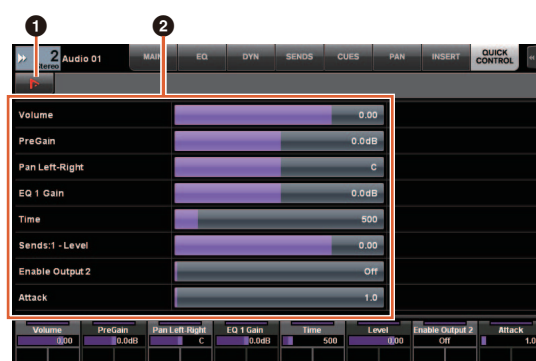 1 2
2 Audio 01 MAIN EQ DYN SENDS CUES PAN INSERT QUICK CONTROL
Stereo
Volume 0.00
PreGain 0.0dB
Pan Left-Right C
EQ 1 Gain 0.0dB
Time 500
Sends:1 - Level 0.00
Enable Output 2 Off
Attack 1.0
Volume PreGain Pan Left-Right EQ 1 Gain Time Level Enable Output 2 Attack
0.00 0.0dB C 0.0dB 500 0.00 Off 1.0